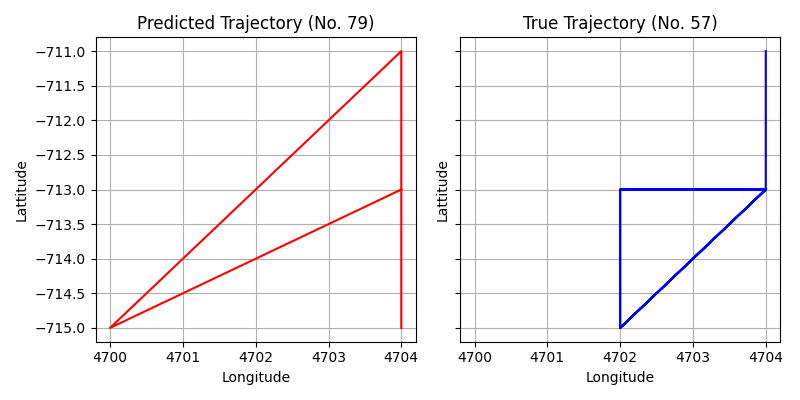 Predicted Trajectory (No. 79)
True Trajectory (No. 57)
−711.0
−711.5
−712.0
−712.5
−713.0
−713.5
−714.0
−714.5
−715.0
Lattitude
Lattitude
4700 4701 4702 4703 4704
4700 4701 4702 4703 4704
Longitude
Longitude